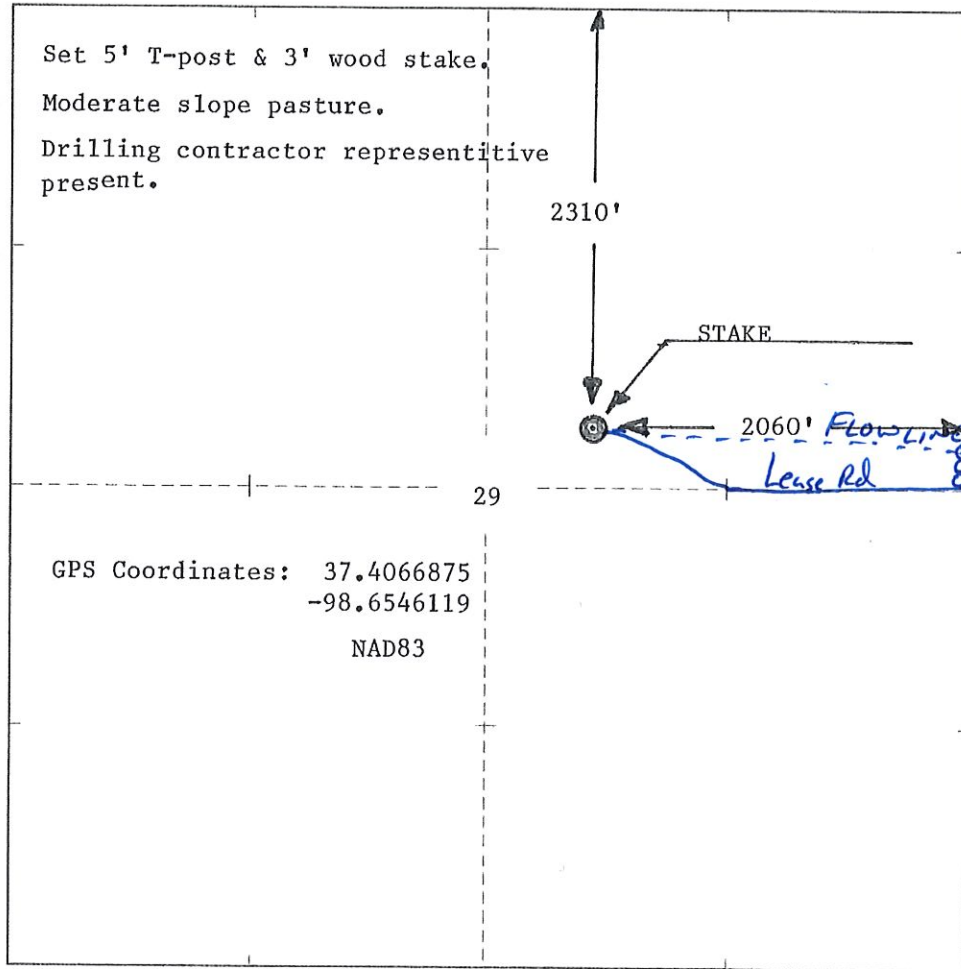 Set 5' T-post & 3' wood stake.
Moderate slope pasture.
Drilling contractor representitive
present.
2310'
STAKE
2060' FLOWLINE
Lease Rd
29
GPS Coordinates: 37.4066875
-98.6546119
NAD83